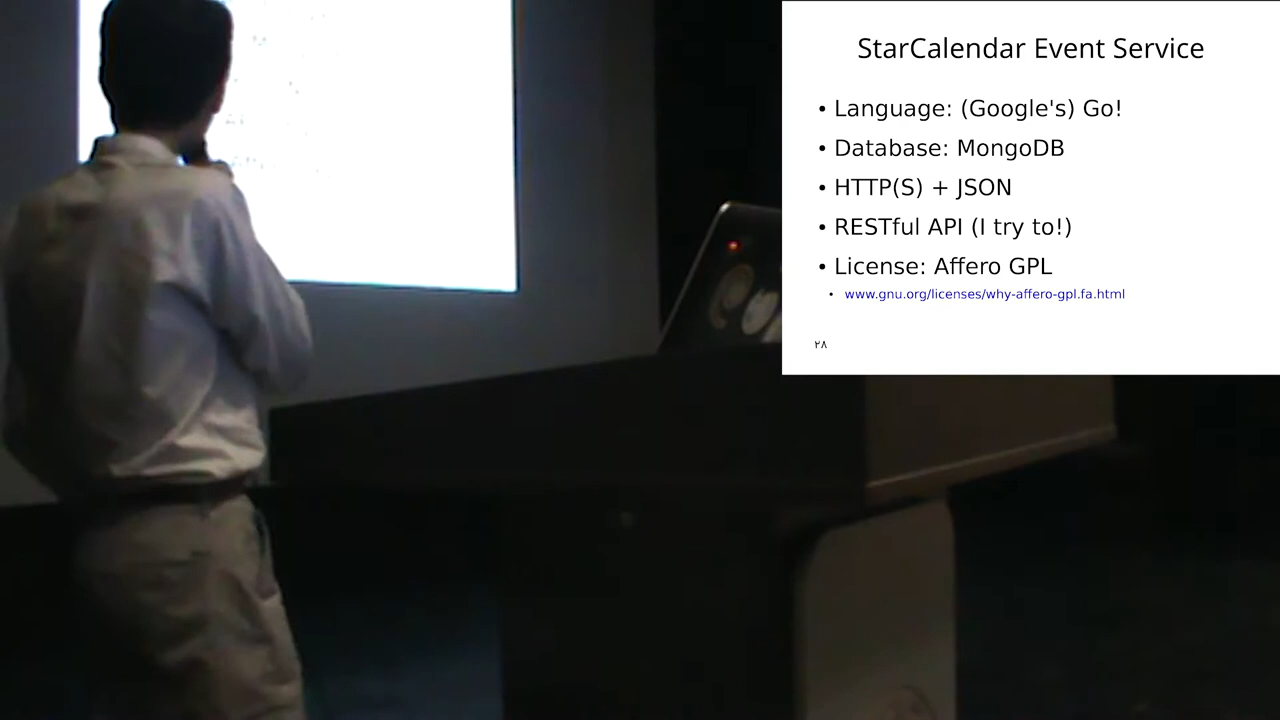 StarCalendar Event Service
• Language: (Google's) Go!
• Database: MongoDB
• HTTP(S) + JSON
• RESTful API (I try to!)
• License: Affero GPL
• www.gnu.org/licenses/why-affero-gpl.fa.html
۲۸